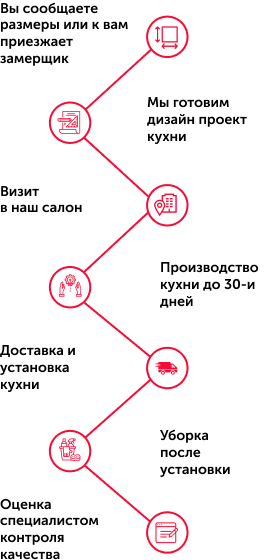 Вы сообщаете
размеры или к вам
приезжает
замерщик
Мы готовим
дизайн проект
кухни
Визит
в наш салон
Производство
кухни до 30-и
дней
Доставка и
установка
кухни
Уборка
после
установки
Оценка
специалистом
контроля
качества